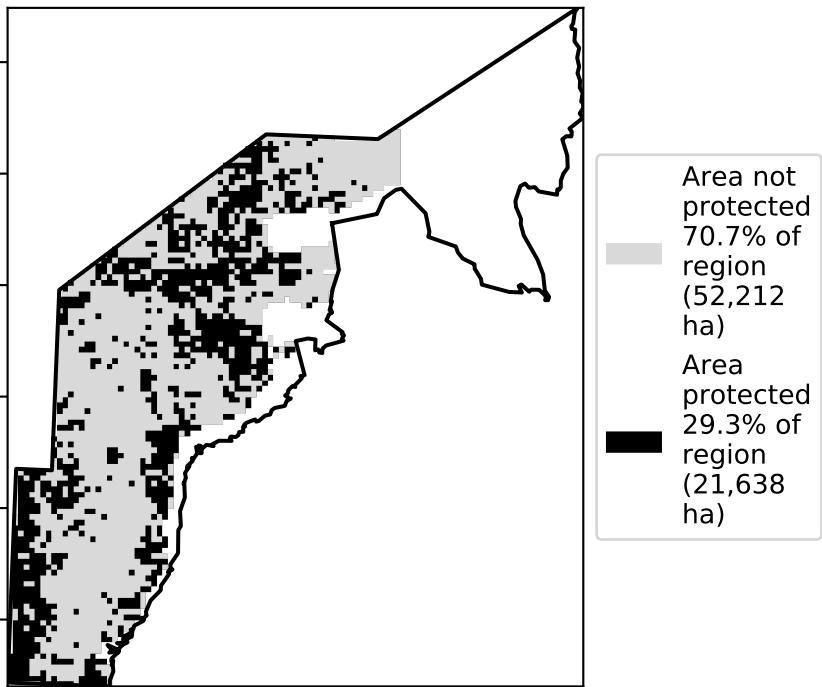 Area not
protected
70.7% of
region
(52,212
ha)
Area
protected
29.3% of
region
(21,638
ha)